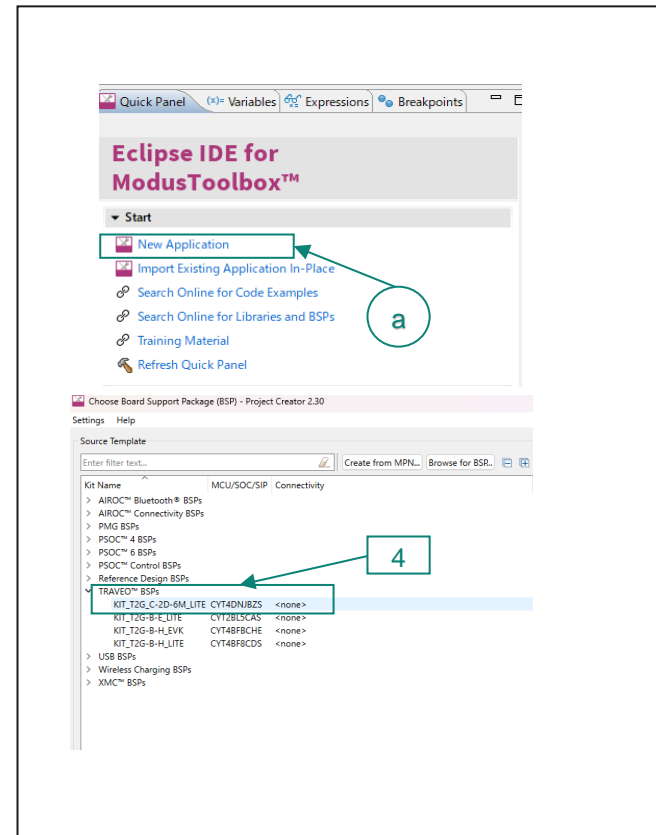 Quick Panel (x)= Variables Expressions Breakpoints
Eclipse IDE for
ModusToolbox™
Start
New Application
Import Existing Application In-Place
Search Online for Code Examples
Search Online for Libraries and BSPs
a
Training Material
Refresh Quick Panel
Choose Board Support Package (BSP) - Project Creator 2.30
Settings Help
Source Template
Enter filter text... Create from MPN... Browse for BSP..
Kit Name MCU/SOC/SIP Connectivity
AIROC™ Bluetooth® BSPs
AIROC™ Connectivity BSPs
PMG BSPs
PSOC™ 4 BSPs
4
PSOC™ 6 BSPs
PSOC™ Control BSPs
Reference Design BSPs
TRAVEO™ BSPs
KIT_T2G_C-2D-6M_LITE CYT4DNJBZS <none>
KIT_T2G-B-E_LITE CYT2BL5CAS <none>
KIT_T2G-B-H_EVK CYT4BFBCHE <none>
KIT_T2G-B-H_LITE CYT4BF8CDS <none>
USB BSPs
Wireless Charging BSPs
XMC™ BSPs